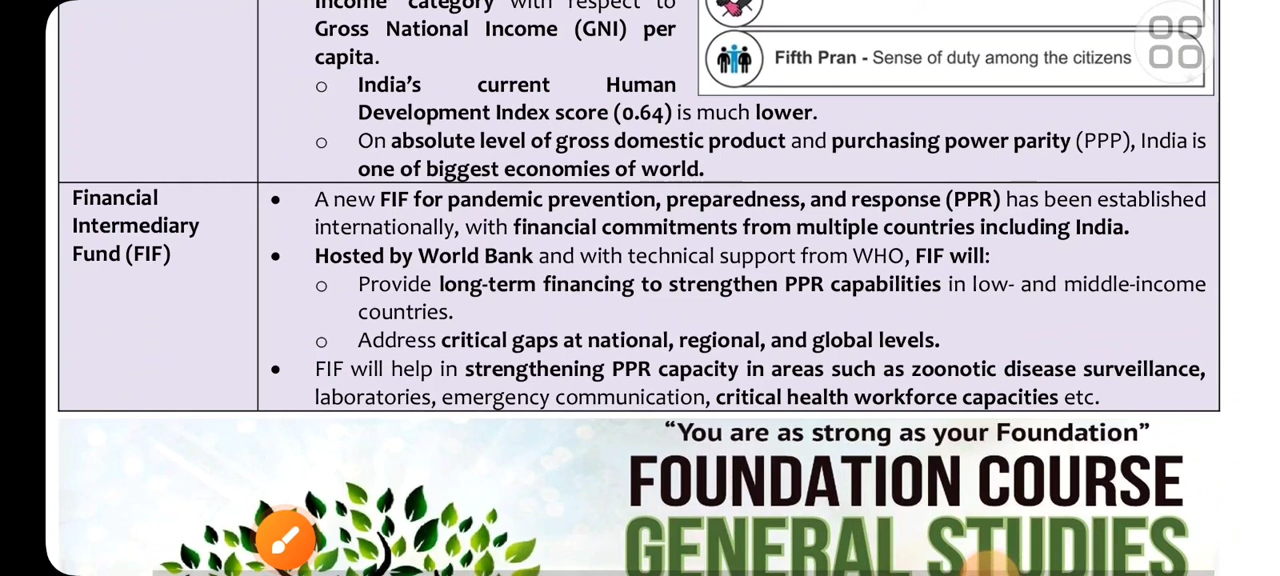 income category with respect to
Gross National Income (GNI) per
capita.
o India's current Human
Development Index score (0.64) is much lower.
o On absolute level of gross domestic product and purchasing power parity (PPP), India is
one of biggest economies of world.
Fifth Pran - Sense of duty among the citizens
Financial
Intermediary
Fund (FIF)
• A new FIF for pandemic prevention, preparedness, and response (PPR) has been established
internationally, with financial commitments from multiple countries including India.
• Hosted by World Bank and with technical support from WHO, FIF will:
o Provide long-term financing to strengthen PPR capabilities in low- and middle-income
countries.
o Address critical gaps at national, regional, and global levels.
• FIF will help in strengthening PPR capacity in areas such as zoonotic disease surveillance,
laboratories, emergency communication, critical health workforce capacities etc.
"You are as strong as your Foundation"
FOUNDATION COURSE
GENERAL STUDIES